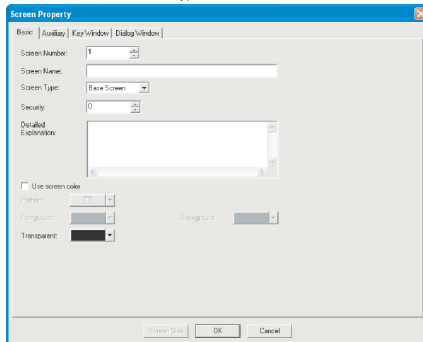 Screen Property
Basic Auxiliary Key Window Dialog Window
Screen Number: 1
Screen Name:
Screen Type: Base Screen
Security: 0
Detailed
Explanation:
Use screen color
Pattern:
Foreground: Background:
Transparent:
Screen Size OK Cancel